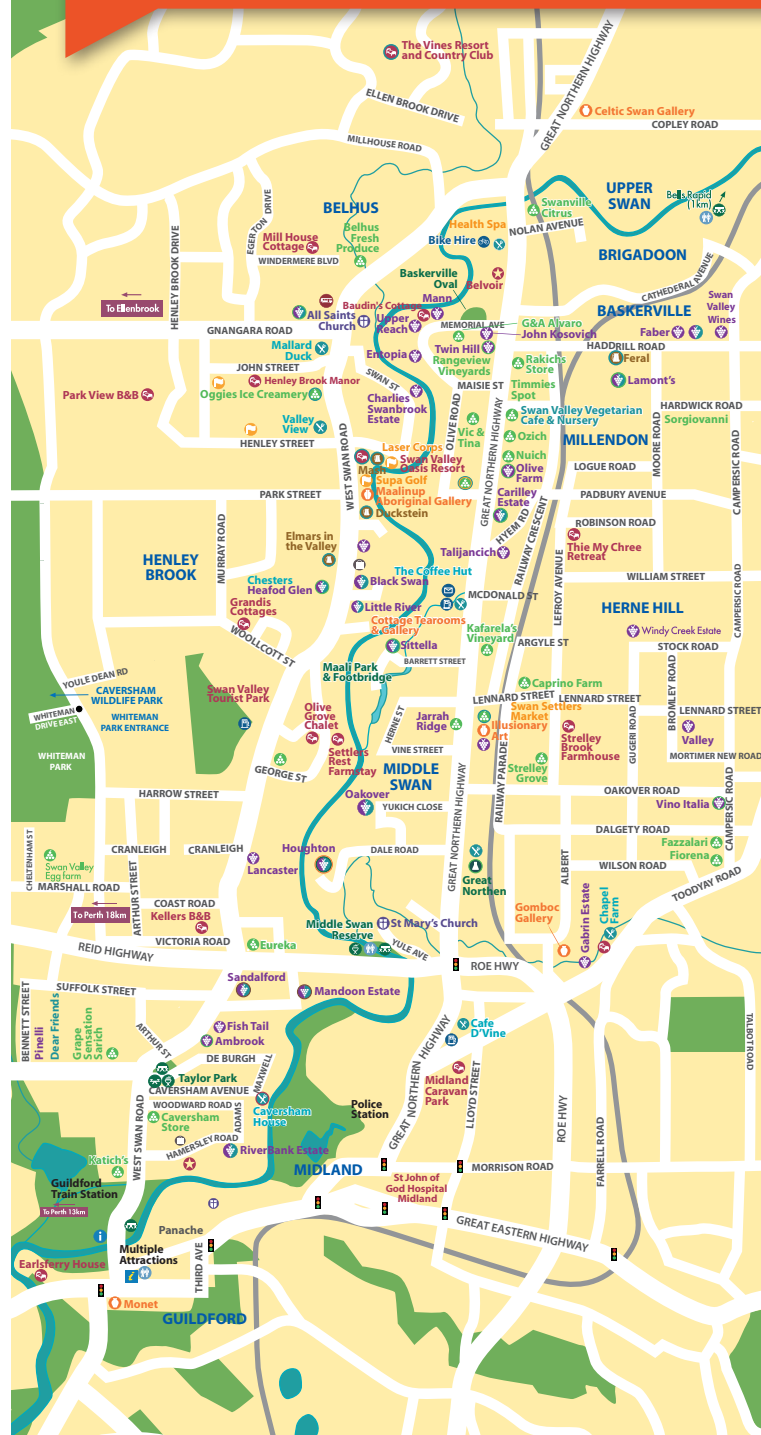 The Vines Resort
and Country Club
GREAT NORTHERN HIGHWAY
ELLEN BROOK DRIVE
Celtic Swan Gallery
COPLEY ROAD
MILLHOUSE ROAD
UPPER
SWAN
Bells Rapid
(1km)
BELHUS
EGERTON DRIVE
HENLEY BROOK DRIVE
Mill House
Cottage
WINDERMERE BLVD
Belhus
Fresh
Produce
Swanville
Citrus
Health Spa
NOLAN AVENUE
Bike Hire
BRIGADOON
CATHEDERAL AVENUE
Baskerville
Oval
Belvoir
To Ellenbrook
Baudin's Cottage
Mann
BASKERVILLE
Swan
Valley
Wines
All Saints
Church
Upper
Reach
MEMORIAL AVE
G&A Alvaro
John Kosovich
Faber
GNANGARA ROAD
HADDRILL ROAD
Mallard
Duck
Entopia
Twin Hill
Rangeview
Vineyards
Rakichs
Store
Feral
JOHN STREET
SWAN ST
Henley Brook Manor
MAISIE ST
Timmies
Spot
Lamont's
Park View B&B
Oggies Ice Creamery
Charlies
Swanbrook
Estate
OLIVE ROAD
HARDWICK ROAD
Swan Valley Vegetarian
Cafe & Nursery
Sorgiovanni
Valley
View
HENLEY STREET
WEST SWAN ROAD
Vic &
Tina
GREAT NORTHERN HIGHWAY
Ozich
MILLENDON
MOORE ROAD
CAMPERSIC ROAD
Laser Corps
Swan Valley
Oasis Resort
Nuich
Mash
Supa Golf
Olive
Farm
LOGUE ROAD
PARK STREET
Maalinup
Aboriginal Gallery
Carilley
Estate
PADBURY AVENUE
Duckstein
HYEM RD
RAILWAY CRESCENT
ROBINSON ROAD
MURRAY ROAD
Elmars in
the Valley
Talijancich
Thie My Chree
Retreat
HENLEY
BROOK
LEFROY AVENUE
CAMPERSIC ROAD
The Coffee Hut
WILLIAM STREET
Chesters
Heafod Glen
Black Swan
MCDONALD ST
Grandis
Cottages
Little River
HERNE HILL
Cottage Tearooms
& Gallery
Kafarela's
Vineyard
Windy Creek Estate
WOOLLCOTT ST
Sittella
ARGYLE ST
STOCK ROAD
BARRETT STREET
Maali Park
& Footbridge
YOULE DEAN RD
BROMLEY ROAD
Caprino Farm
CAVERSHAM
WILDLIFE PARK
Swan Valley
Tourist Park
LENNARD STREET
LENNARD STREET
WHITEMAN
DRIVE EAST
WHITEMAN
PARK ENTRANCE
Olive
Grove
Chalet
HERNE ST
Jarrah
Ridge
Swan Settlers
Market
GUGERI ROAD
LENNARD STREET
Illusionary
Art
Strelley
Brook
Farmhouse
Valley
WHITEMAN
PARK
Settlers
Rest
Farmstay
VINE STREET
RAILWAY PARADE
MORTIMER NEW ROAD
GEORGE ST
MIDDLE
SWAN
Strelley
Grove
HARROW STREET
Oakover
OAKOVER ROAD
YUKICH CLOSE
GREAT NORTHERN HIGHWAY
Vino Italia
CAMPERSIC ROAD
DALGETY ROAD
CHELTENHAM ST
CRANLEIGH
CRANLEIGH
Houghton
DALE ROAD
Fazzalari
Fiorena
Swan Valley
Egg farm
Lancaster
ALBERT
WILSON ROAD
MARSHALL ROAD
ARTHUR STREET
Great
Northen
TOODYAY ROAD
COAST ROAD
To Perth 18km
Kellers B&B
Gomboc
Gallery
Gabrin Estate
Chapel
Farm
Middle Swan
Reserve
St Mary's Church
VICTORIA ROAD
Eureka
YULE AVE
REID HIGHWAY
ROE HWY
Sandalford
SUFFOLK STREET
Mandoon Estate
BENNETT STREET
Pinelli
Dear Friends
Grape
Sensation
Sarich
ARTHUR ST
Fish Tail
Ambrook
GREAT NORTHERN HIGHWAY
Cafe
D'Vine
TALBOT ROAD
DE BURGH
MAXWELL
Taylor Park
CAVERSHAM AVENUE
Midland
Caravan
Park
LLOYD STREET
WOODWARD ROAD
ADAMS
Caversham
House
Police
Station
ROE HWY
FARRELL ROAD
WEST SWAN ROAD
Caversham
Store
HAMERSLEY ROAD
RiverBank Estate
Katich's
MIDLAND
MORRISON ROAD
Guildford
Train Station
St John of
God Hospital
Midland
To Perth 13km
Panache
GREAT EASTERN HIGHWAY
Multiple
Attractions
THIRD AVE
Earlsferry House
i
i
Monet
GUILDFORD